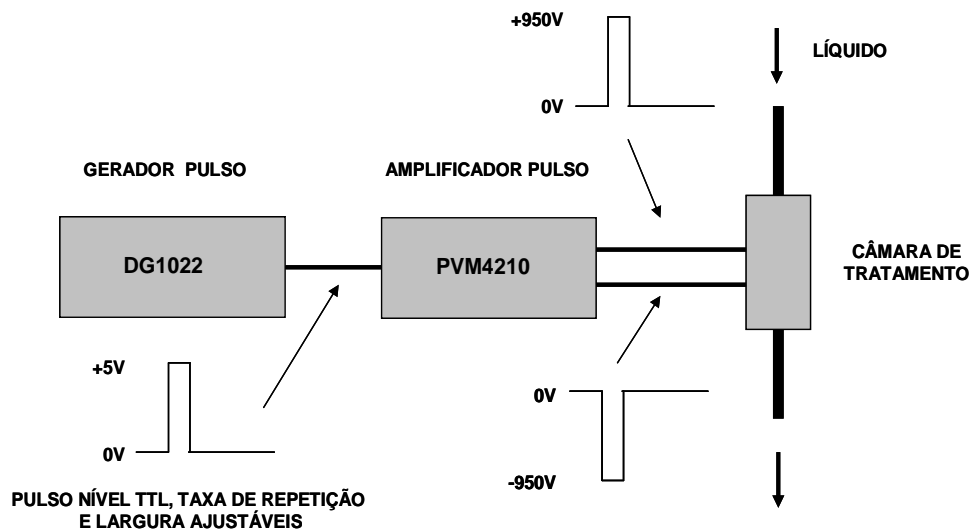 +950V
0V
LÍQUIDO
GERADOR PULSO
AMPLIFICADOR PULSO
DG1022
PVM4210
CÂMARA DE
TRATAMENTO
+5V
0V
0V
-950V
PULSO NÍVEL TTL, TAXA DE REPETIÇÃO
E LARGURA AJUSTÁVEIS